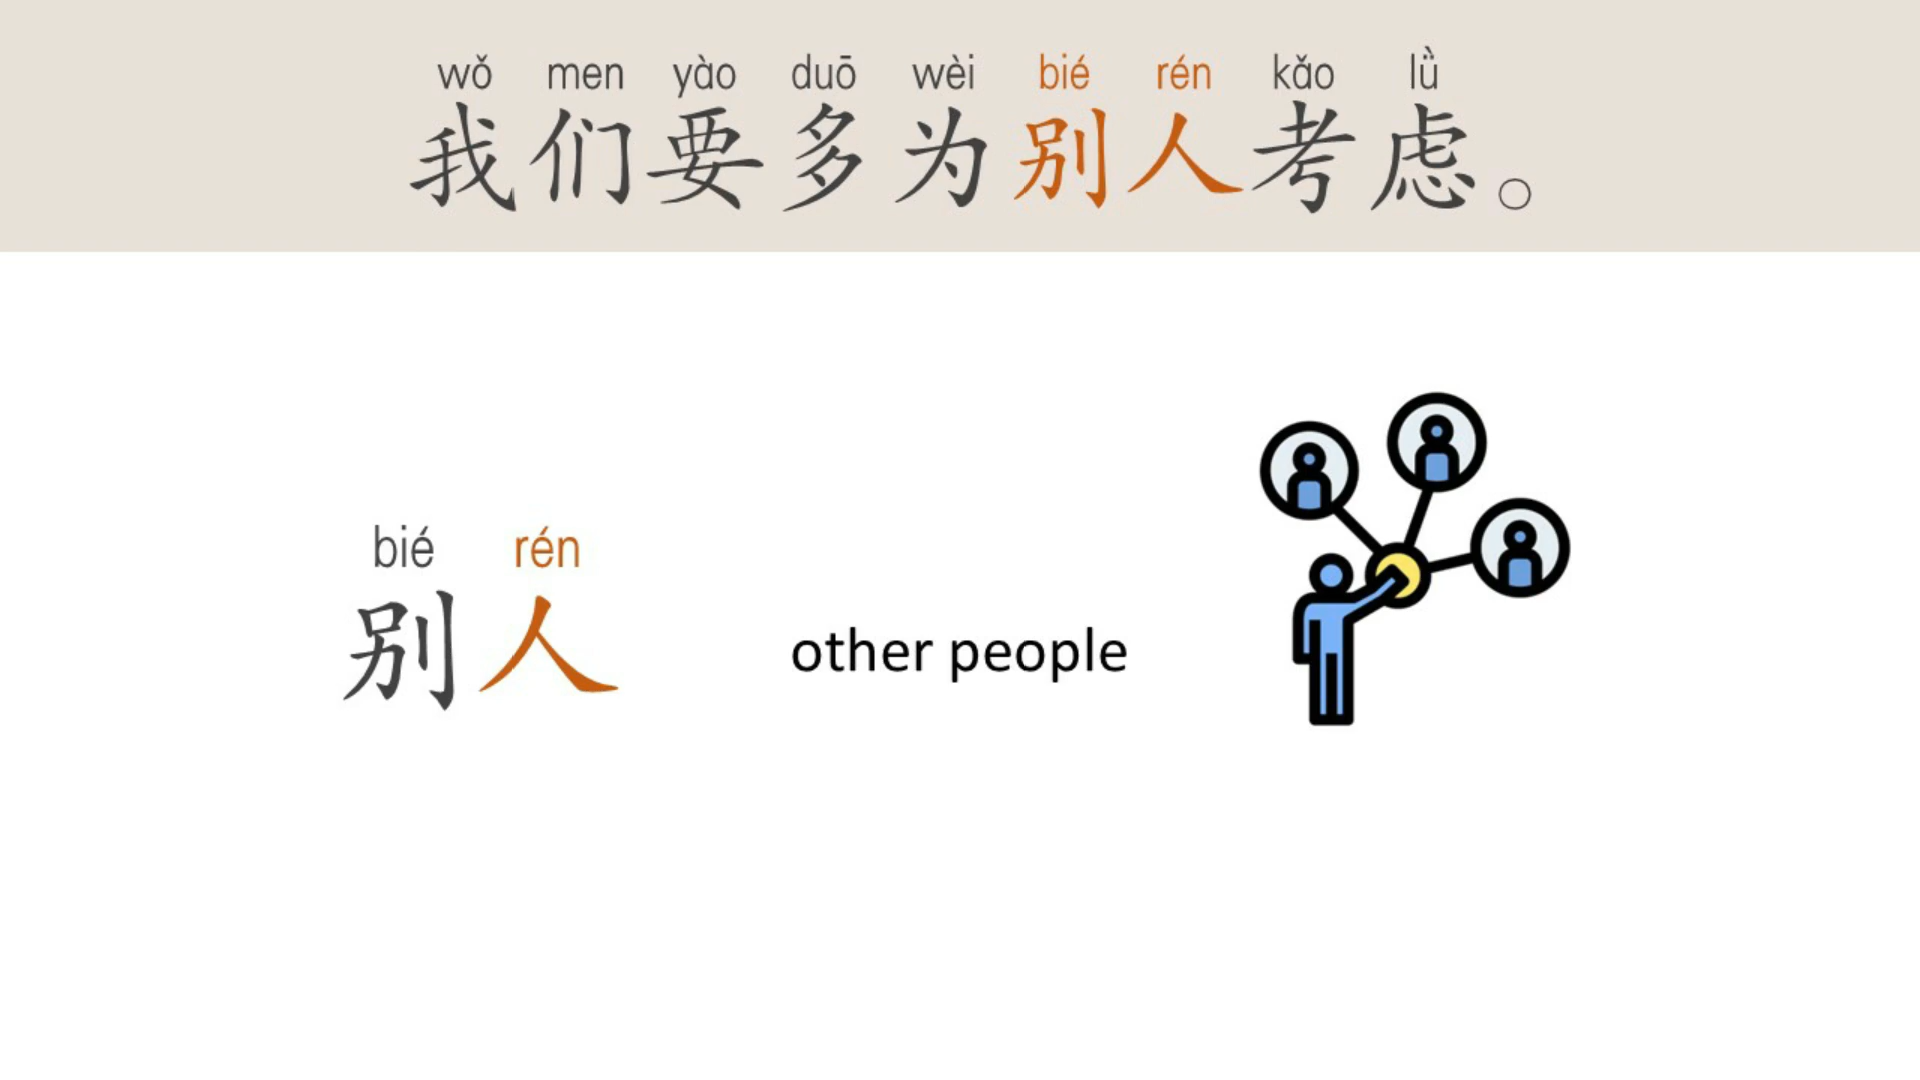 wǒ men yào duō wèi bié rén kǎo lǜ
我们要多为别人考虑。
bié rén
别人
other people